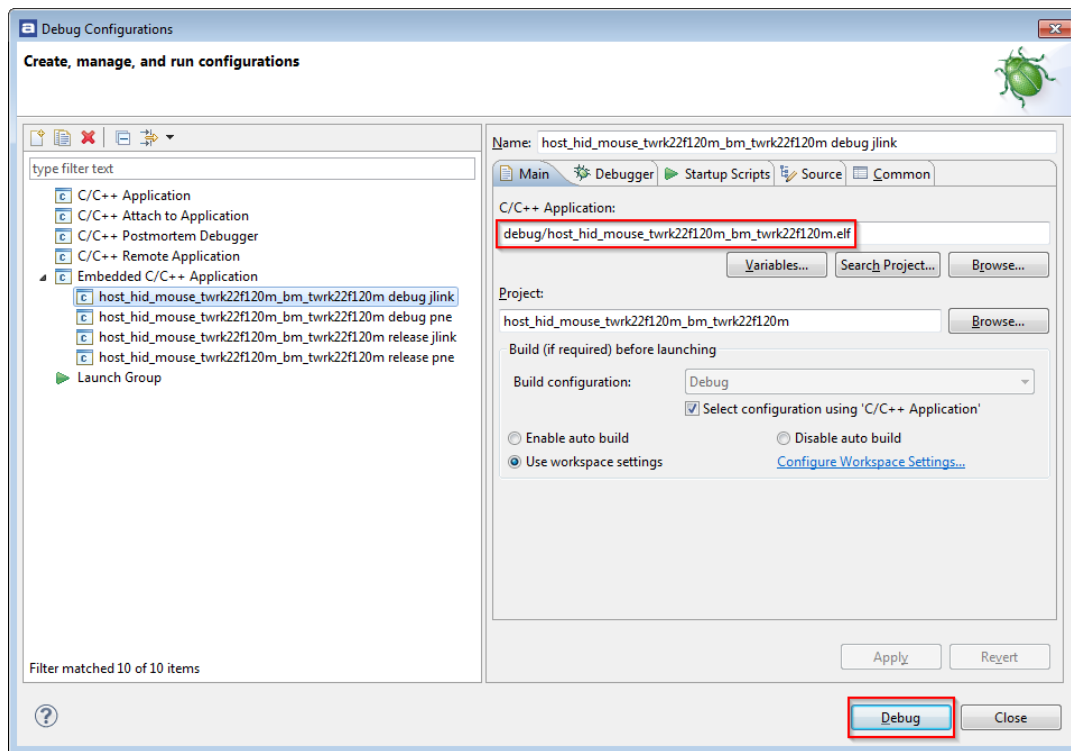 Debug Configurations
Create, manage, and run configurations
type filter text
C/C++ Application
C/C++ Attach to Application
C/C++ Postmortem Debugger
C/C++ Remote Application
Embedded C/C++ Application
host_hid_mouse_twrk22f120m_bm_twrk22f120m debug jlink
host_hid_mouse_twrk22f120m_bm_twrk22f120m debug pne
host_hid_mouse_twrk22f120m_bm_twrk22f120m release jlink
host_hid_mouse_twrk22f120m_bm_twrk22f120m release pne
Launch Group
Filter matched 10 of 10 items
Name: host_hid_mouse_twrk22f120m_bm_twrk22f120m debug jlink
Main Debugger Startup Scripts Source Common
C/C++ Application:
debug/host_hid_mouse_twrk22f120m_bm_twrk22f120m.elf
Variables... Search Project... Browse...
Project:
host_hid_mouse_twrk22f120m_bm_twrk22f120m Browse...
Build (if required) before launching
Build configuration: Debug
Select configuration using 'C/C++ Application'
Enable auto build Disable auto build
Use workspace settings Configure Workspace Settings...
Apply Revert
? Debug Close